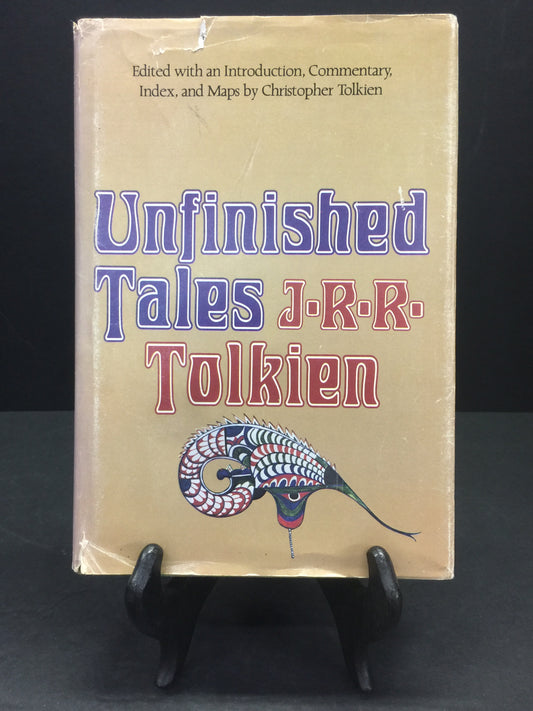 Edited with an Introduction, Commentary,
Index, and Maps by Christopher Tolkien
Unfinished
Tales J·R·R·
Tolkien